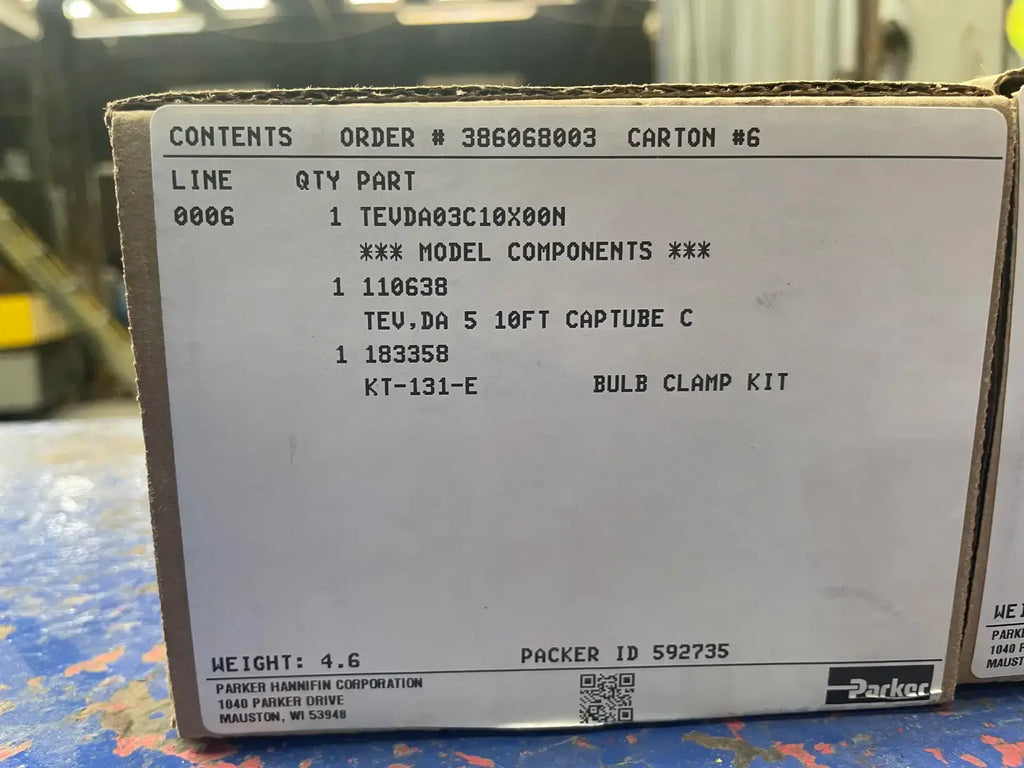 CONTENTS ORDER # 386068003 CARTON #6
LINE QTY PART
0006 1 TEVDA03C10X00N
*** MODEL COMPONENTS ***
1 110638
TEV,DA 5 10FT CAPTUBE C
1 183358
KT-131-E BULB CLAMP KIT
WEIGHT: 4.6 PACKER ID 592735
PARKER HANNIFIN CORPORATION
1040 PARKER DRIVE
MAUSTON, WI 53948
Parker